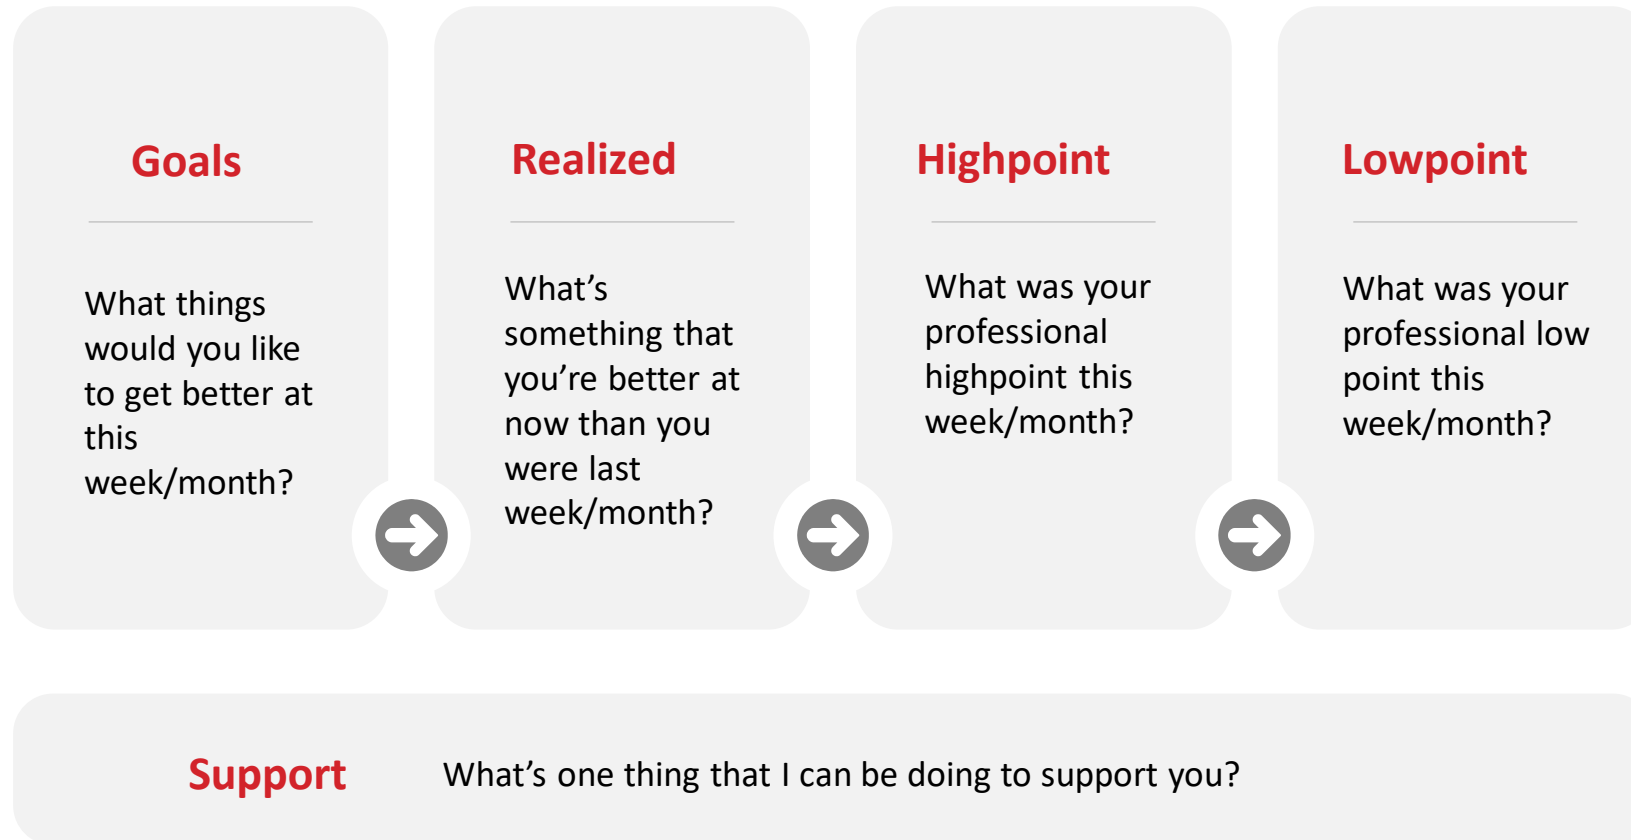 Goals
What things
would you like
to get better at
this
week/month?
Realized
What’s
something that
you’re better at
now than you
were last
week/month?
Highpoint
What was your
professional
highpoint this
week/month?
Lowpoint
What was your
professional low
point this
week/month?
Support
What’s one thing that I can be doing to support you?